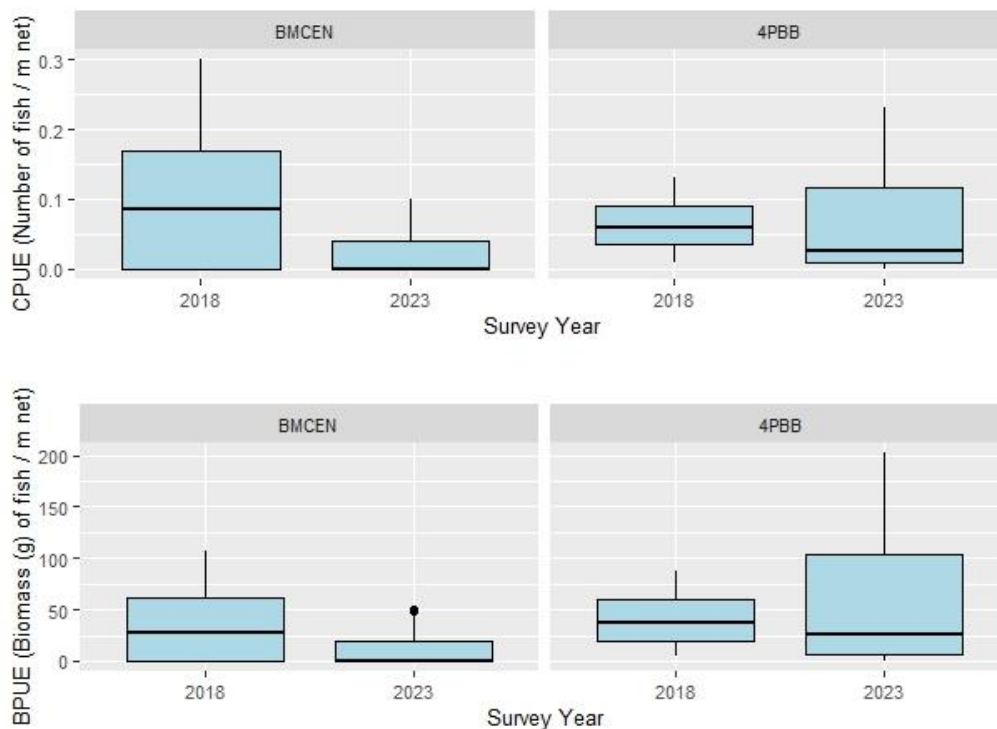 BMCEN 4PBB
CPUE (Number of fish / m net)
0.3
0.2
0.1
0.0
2018 2023 2018 2023
Survey Year
BMCEN 4PBB
BPUE (Biomass (g) of fish / m net)
200
150
100
50
0
2018 2023 2018 2023
Survey Year